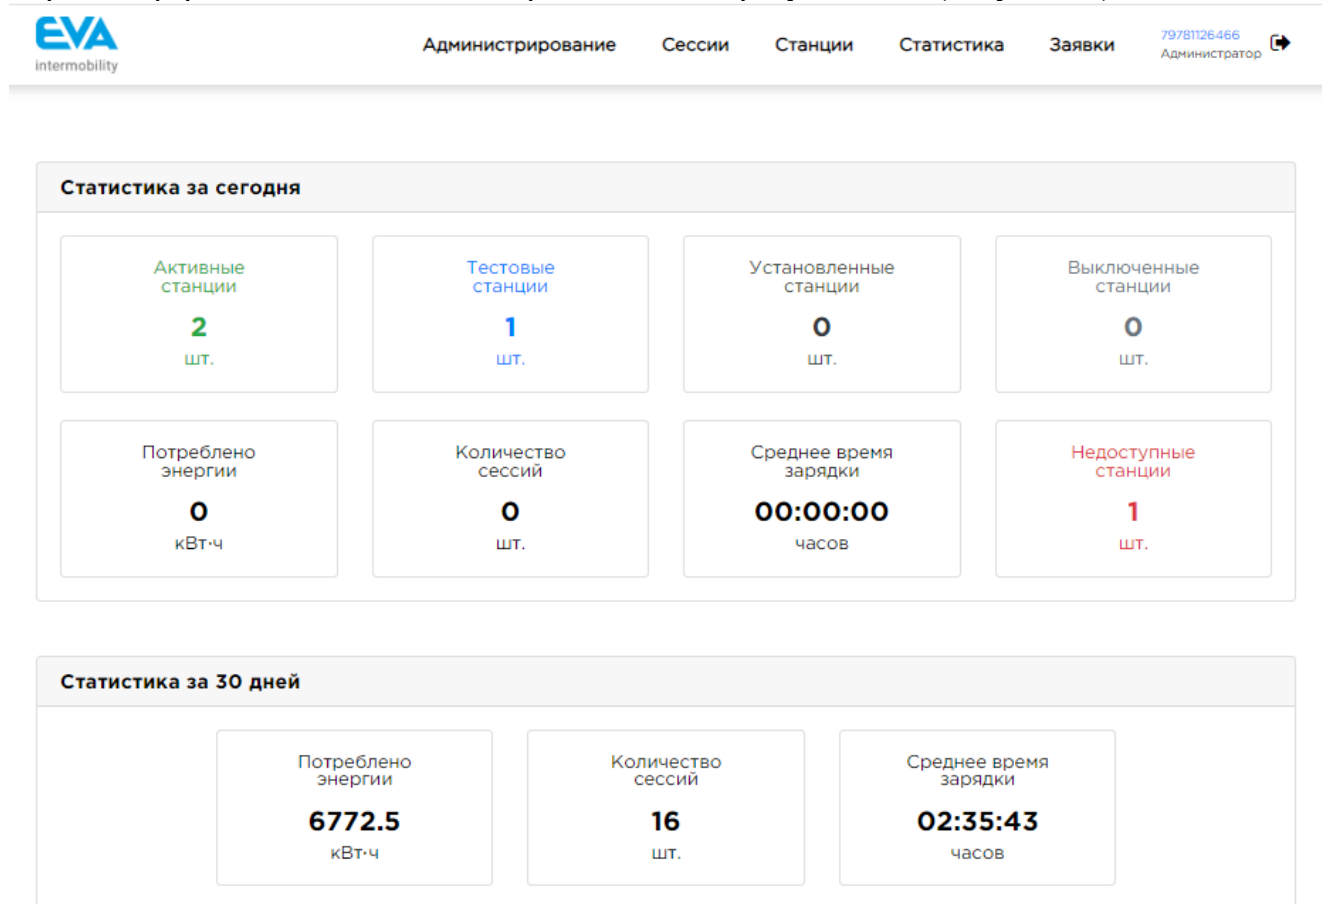 EVA
intermobility
Администрирование Сессии Станции Статистика Заявки
79781126466
Администратор
Статистика за сегодня
Активные
станции
2
шт.
Тестовые
станции
1
шт.
Установленные
станции
0
шт.
Выключенные
станции
0
шт.
Потреблено
энергии
0
кВт·ч
Количество
сессий
0
шт.
Среднее время
зарядки
00:00:00
часов
Недоступные
станции
1
шт.
Статистика за 30 дней
Потреблено
энергии
6772.5
кВт·ч
Количество
сессий
16
шт.
Среднее время
зарядки
02:35:43
часов